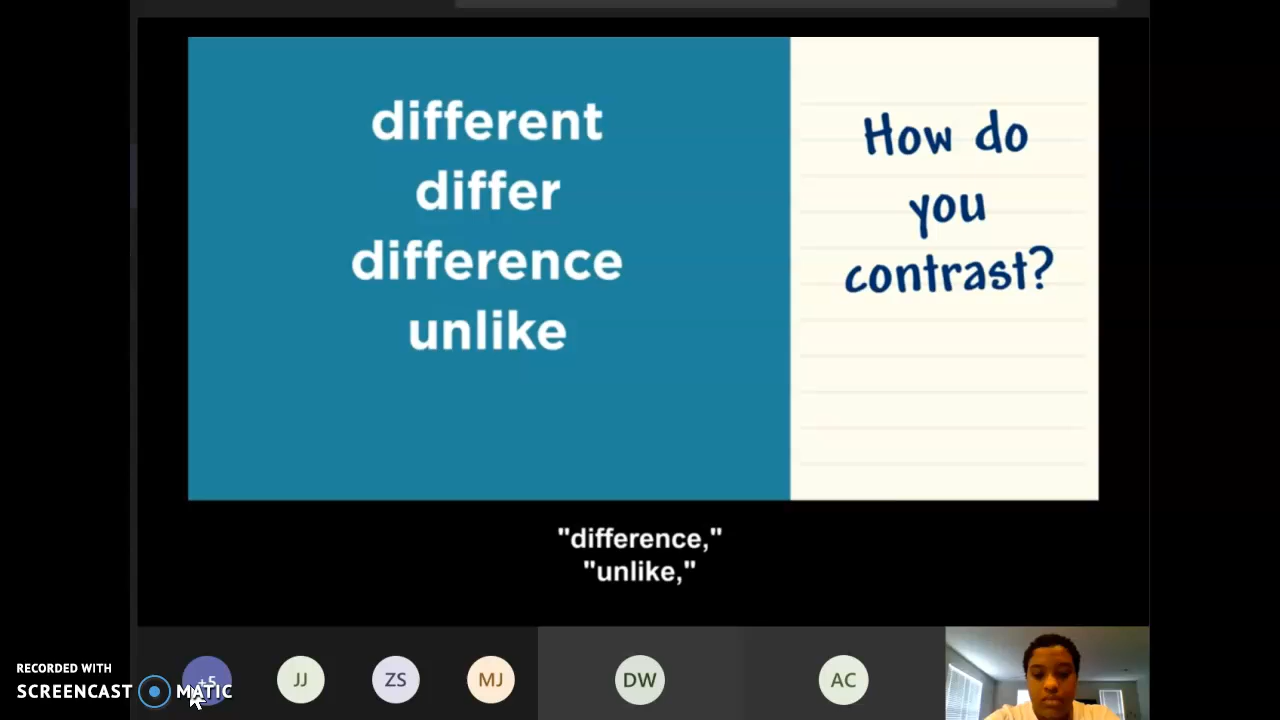 different
differ
difference
unlike
How do
you
contrast?
"difference,"
"unlike,"
RECORDED WITH
SCREENCAST MATIC
+5
JJ
ZS
MJ
DW
AC